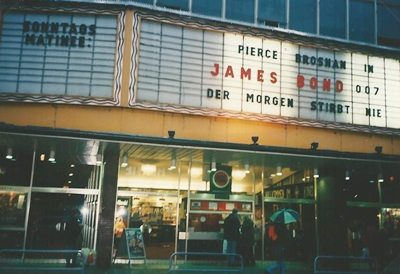 SONNTAGS
MATINEE:
PIERCE BROSNAN IN
JAMES BOND 007
DER MORGEN STIRBT NIE